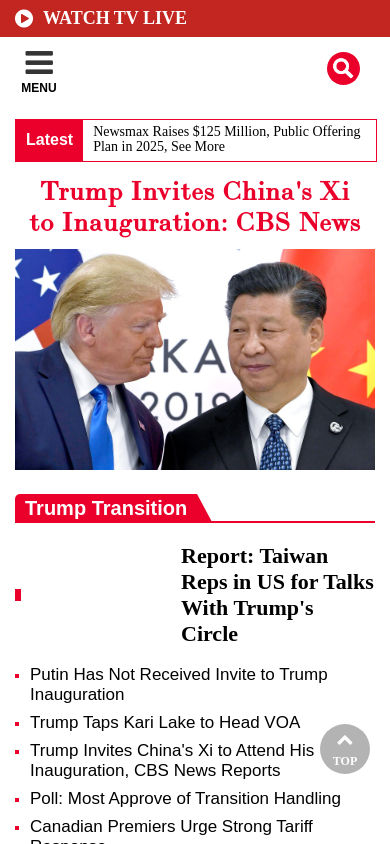 WATCH TV LIVE
MENU
Latest
Newsmax Raises $125 Million, Public Offering
Plan in 2025, See More
Trump Invites China's Xi
to Inauguration: CBS News
AKA
2019
Trump Transition
Report: Taiwan
Reps in US for Talks
With Trump's
Circle
Putin Has Not Received Invite to Trump
Inauguration
Trump Taps Kari Lake to Head VOA
Trump Invites China's Xi to Attend His
Inauguration, CBS News Reports
TOP
Poll: Most Approve of Transition Handling
Canadian Premiers Urge Strong Tariff
Response